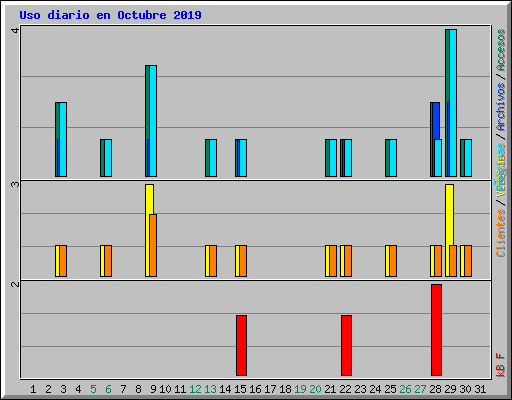 Uso diario en Octubre 2019
4
3
2
1 2 3 4 5 6 7 8 9 10 11 12 13 14 15 16 17 18 19 20 21 22 23 24 25 26 27 28 29 30 31
Clientes / / Archivos / Accesos
kB F